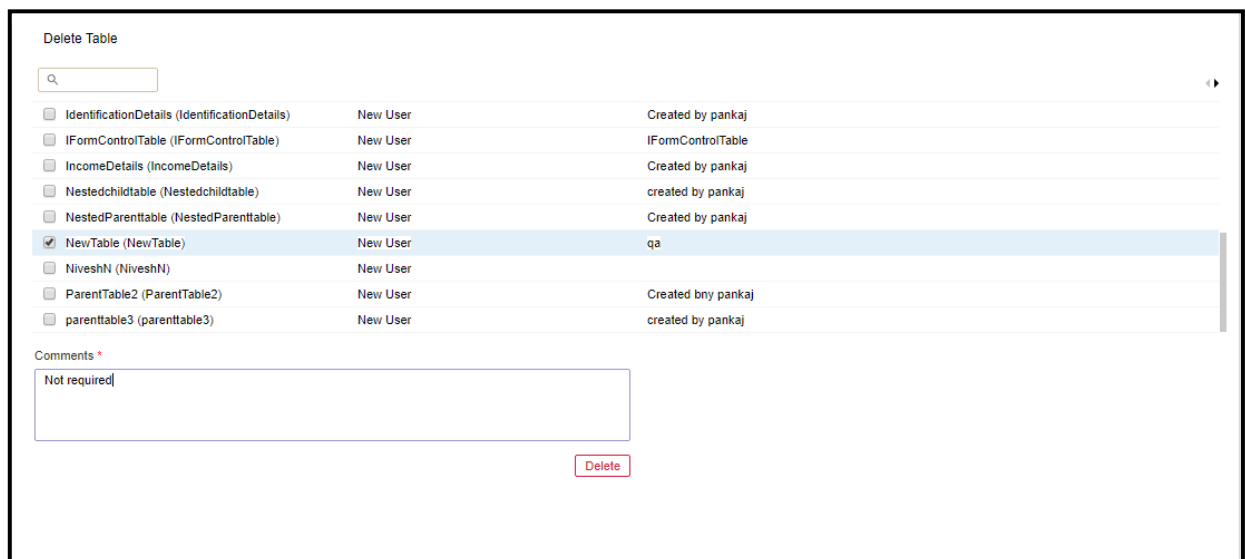 Delete Table
IdentificationDetails (IdentificationDetails) New User Created by pankaj
IFormControlTable (IFormControlTable) New User IFormControlTable
IncomeDetails (IncomeDetails) New User Created by pankaj
Nestedchildtable (Nestedchildtable) New User created by pankaj
NestedParenttable (NestedParenttable) New User Created by pankaj
NewTable (NewTable) New User qa
NiveshN (NiveshN) New User
ParentTable2 (ParentTable2) New User Created bny pankaj
parenttable3 (parenttable3) New User created by pankaj
Comments *
Not required
Delete